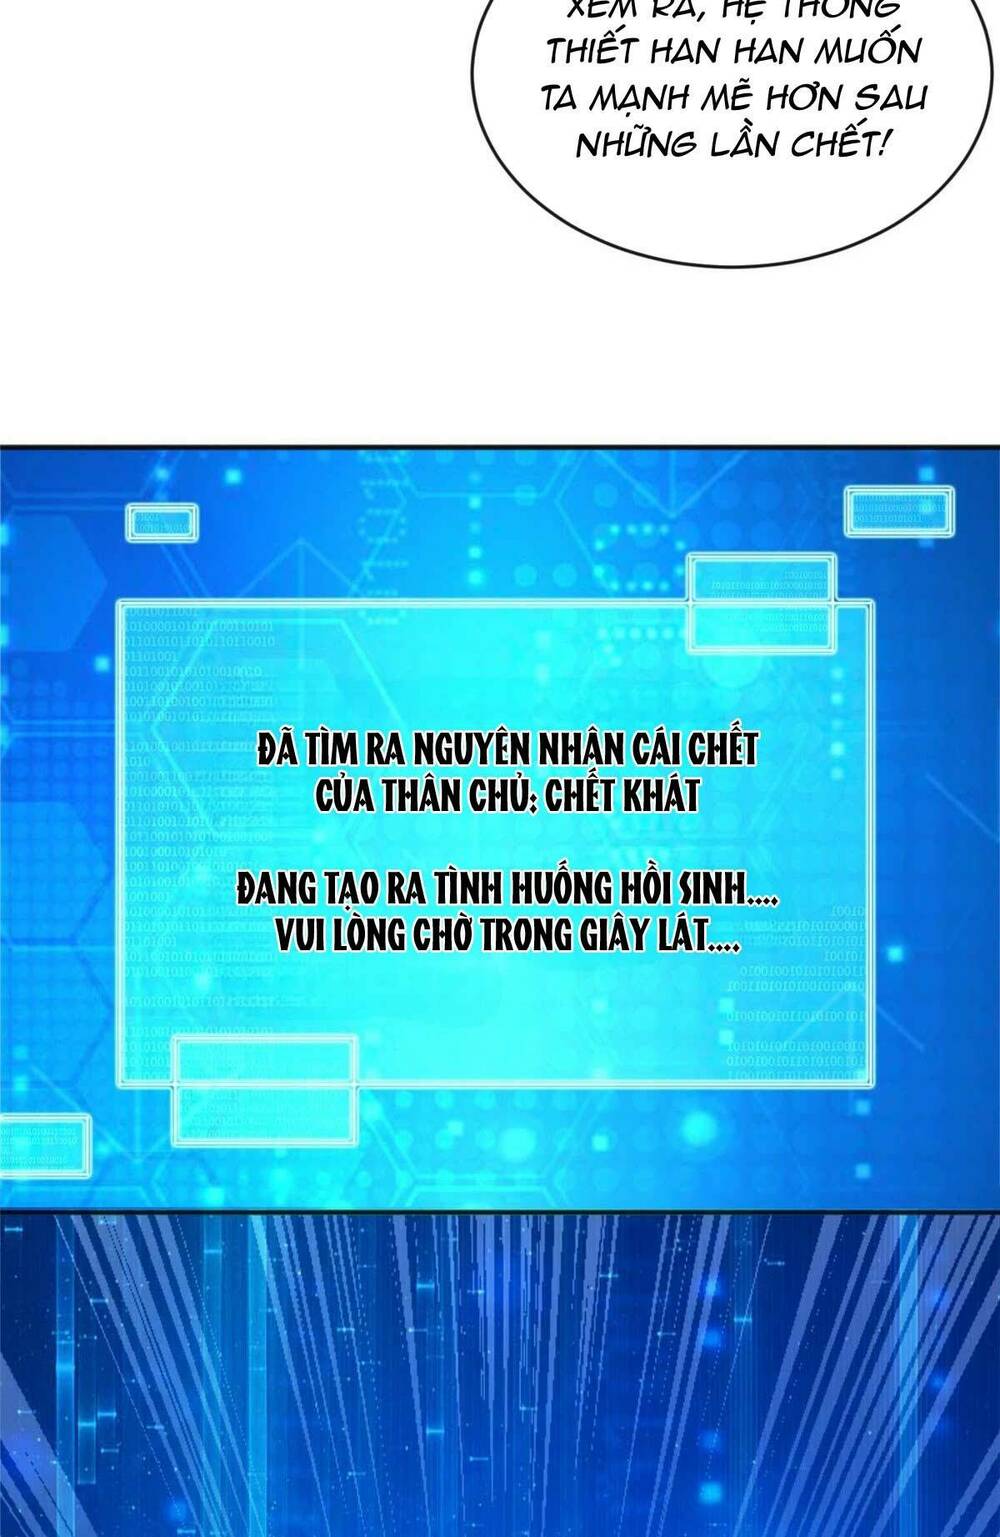 XEM RA, HỆ THỐNG
THIẾT HAN HAN MUỐN
TA MẠNH MẼ HƠN SAU
NHỮNG LẦN CHẾT!
ĐÃ TÌM RA NGUYÊN NHẬN CÁI CHẾT
CỦA THÂN CHỦ: CHẾT KHÁT
ĐANG TẠO RA TÌNH HUỐNG HỒI SINH....
VUI LÒNG CHỜ TRONG GIÂY LÁT....